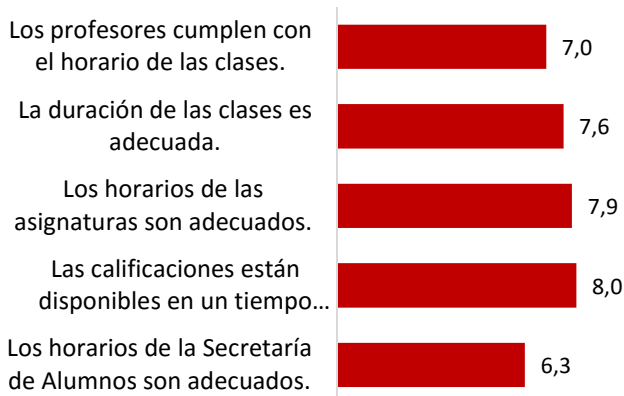 Los profesores cumplen con
el horario de las clases.
7,0
La duración de las clases es
adecuada.
7,6
Los horarios de las
asignaturas son adecuados.
7,9
Las calificaciones están
disponibles en un tiempo…
8,0
Los horarios de la Secretaría
de Alumnos son adecuados.
6,3